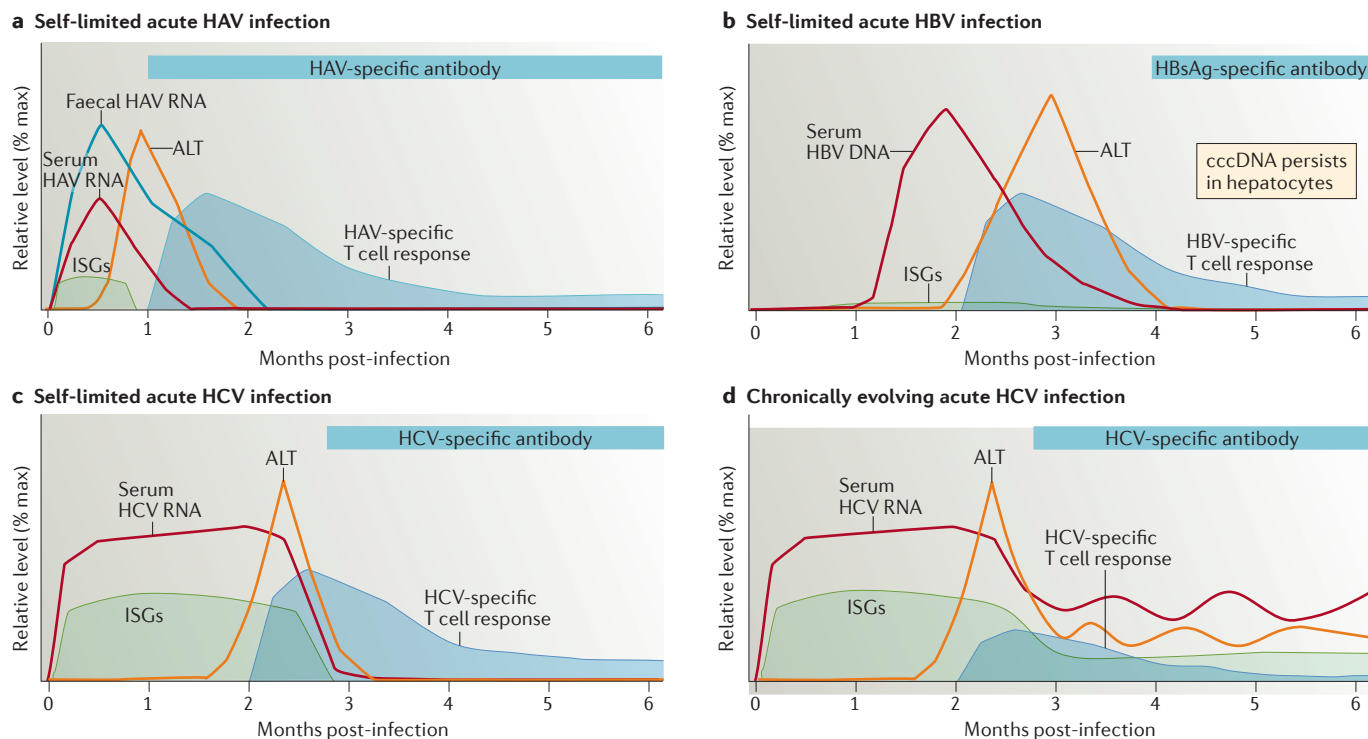 a Self-limited acute HAV infection
Relative level (% max)
HAV-specific antibody
Faecal HAV RNA
ALT
Serum
HAV RNA
ISGs
HAV-specific
T cell response
0 1 2 3 4 5 6
Months post-infection
b Self-limited acute HBV infection
Relative level (% max)
HBsAg-specific antibody
Serum
HBV DNA
ALT
cccDNA persists
in hepatocytes
ISGs
HBV-specific
T cell response
0 1 2 3 4 5 6
Months post-infection
c Self-limited acute HCV infection
Relative level (% max)
HCV-specific antibody
ALT
Serum
HCV RNA
ISGs
HCV-specific
T cell response
0 1 2 3 4 5 6
Months post-infection
d Chronically evolving acute HCV infection
Relative level (% max)
HCV-specific antibody
ALT
Serum
HCV RNA
HCV-specific
T cell response
ISGs
0 1 2 3 4 5 6
Months post-infection